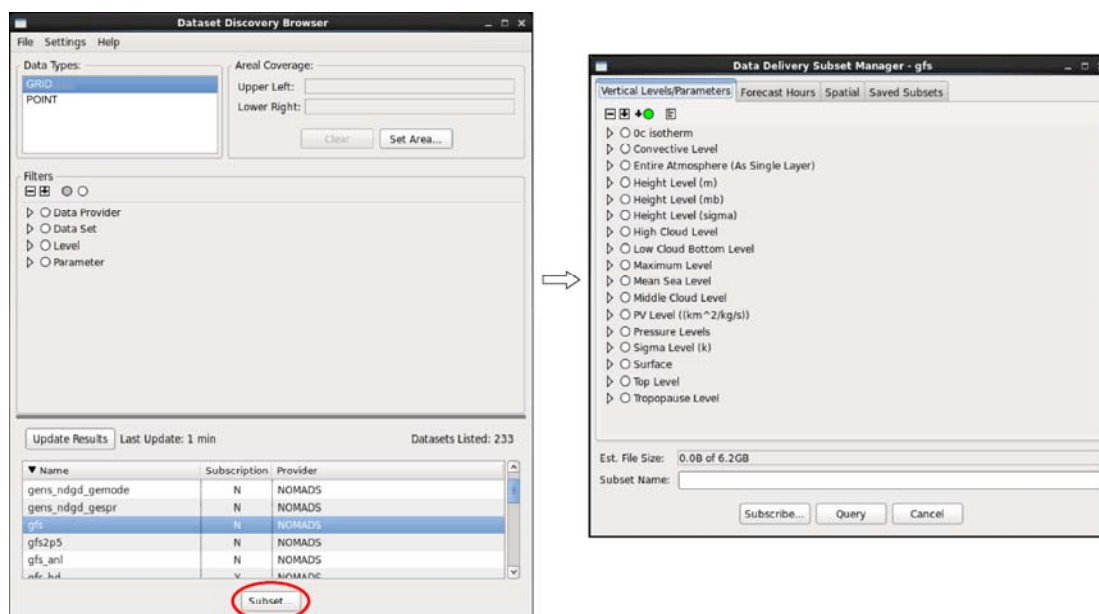 Dataset Discovery Browser
File Settings Help
Data Types:
GRID
POINT
Areal Coverage:
Upper Left:
Lower Right:
Clear
Set Area...
Filters
Data Provider
Data Set
Level
Parameter
Update Results
Last Update: 1 min
Datasets Listed: 233
Name Subscription Provider
gens_ndgd_gemode N NOMADS
gens_ndgd_gespr N NOMADS
gfs N NOMADS
gfs2p5 N NOMADS
gfs_anl N NOMADS
gfs_hd Y NOMADS
Subset...
Data Delivery Subset Manager - gfs
Vertical Levels/Parameters Forecast Hours Spatial Saved Subsets
0c isotherm
Convective Level
Entire Atmosphere (As Single Layer)
Height Level (m)
Height Level (mb)
Height Level (sigma)
High Cloud Level
Low Cloud Bottom Level
Maximum Level
Mean Sea Level
Middle Cloud Level
PV Level ((km^2/kg/s))
Pressure Levels
Sigma Level (k)
Surface
Top Level
Tropopause Level
Est. File Size: 0.0B of 6.2GB
Subset Name:
Subscribe... Query Cancel